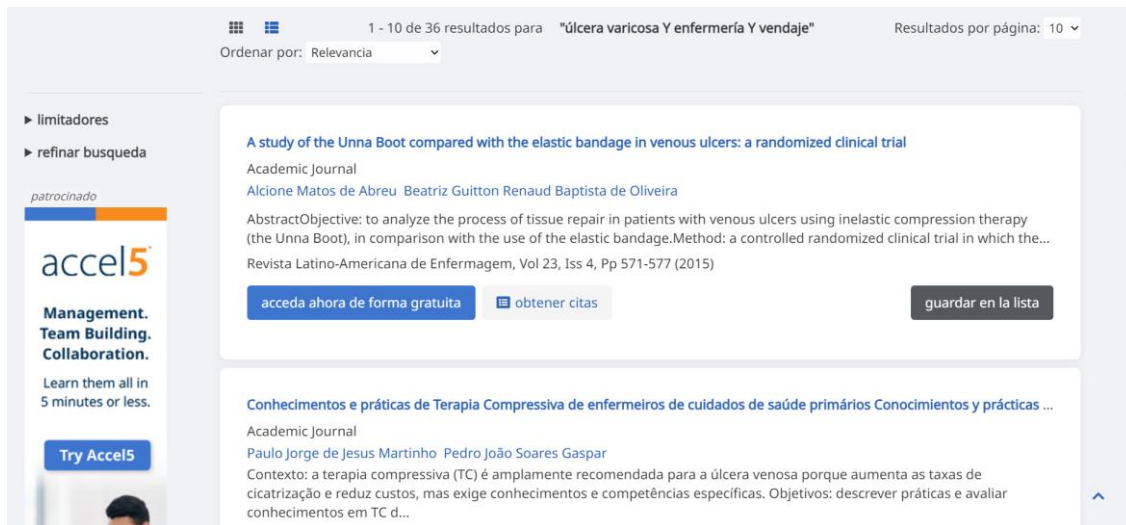 1 - 10 de 36 resultados para "úlcera varicosa Y enfermería Y vendaje" Resultados por página: 10
Ordenar por: Relevancia
▶ limitadores
▶ refinar busqueda
patrocinado
accel5
Management.
Team Building.
Collaboration.
Learn them all in
5 minutes or less.
Try Accel5
A study of the Unna Boot compared with the elastic bandage in venous ulcers: a randomized clinical trial
Academic Journal
Alcione Matos de Abreu Beatriz Guitton Renaud Baptista de Oliveira
AbstractObjective: to analyze the process of tissue repair in patients with venous ulcers using inelastic compression therapy
(the Unna Boot), in comparison with the use of the elastic bandage.Method: a controlled randomized clinical trial in which the...
Revista Latino-Americana de Enfermagem, Vol 23, Iss 4, Pp 571-577 (2015)
acceda ahora de forma gratuita obtener citas guardar en la lista
Conhecimentos e práticas de Terapia Compressiva de enfermeiros de cuidados de saúde primários Conocimientos y prácticas ...
Academic Journal
Paulo Jorge de Jesus Martinho Pedro João Soares Gaspar
Contexto: a terapia compressiva (TC) é amplamente recomendada para a úlcera venosa porque aumenta as taxas de
cicatrização e reduz custos, mas exige conhecimentos e competências específicas. Objetivos: descrever práticas e avaliar
conhecimentos em TC d...